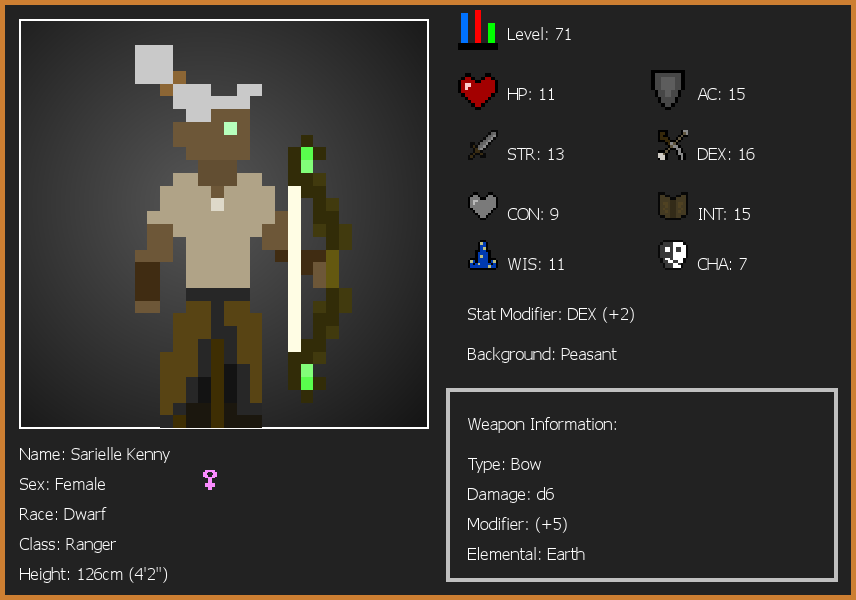 Level: 71
HP: 11
AC: 15
STR: 13
DEX: 16
CON: 9
INT: 15
WIS: 11
CHA: 7
Stat Modifier: DEX (+2)
Background: Peasant
Weapon Information:
Type: Bow
Damage: d6
Modifier: (+5)
Elemental: Earth
Name: Sarielle Kenny
Sex: Female
Race: Dwarf
Class: Ranger
Height: 126cm (4'2")